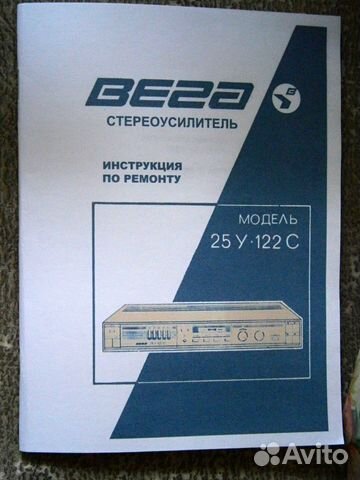 ВЕГА
СТЕРЕОУСИЛИТЕЛЬ
ИНСТРУКЦИЯ
ПО РЕМОНТУ
МОДЕЛЬ
25 У·122 С
Avito